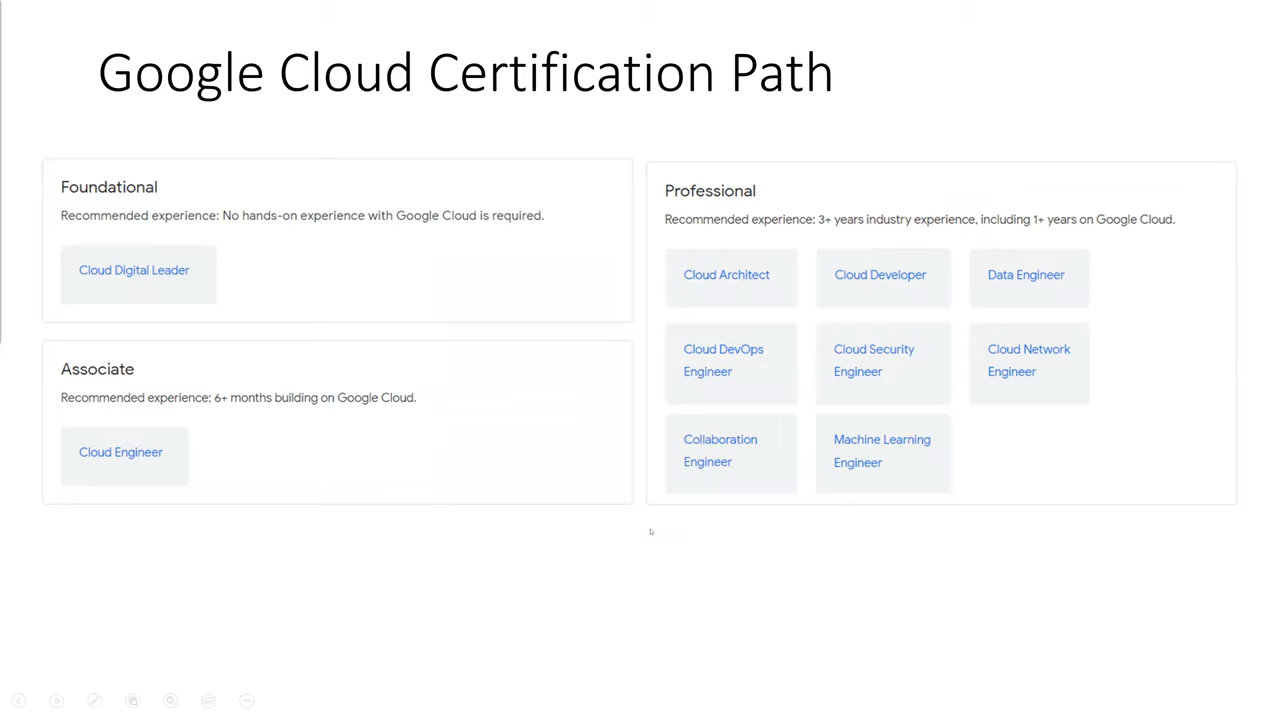 Google Cloud Certification Path
Foundational
Recommended experience: No hands-on experience with Google Cloud is required.
Cloud Digital Leader
Associate
Recommended experience: 6+ months building on Google Cloud.
Cloud Engineer
Professional
Recommended experience: 3+ years industry experience, including 1+ years on Google Cloud.
Cloud Architect
Cloud Developer
Data Engineer
Cloud DevOps
Engineer
Cloud Security
Engineer
Cloud Network
Engineer
Collaboration
Engineer
Machine Learning
Engineer